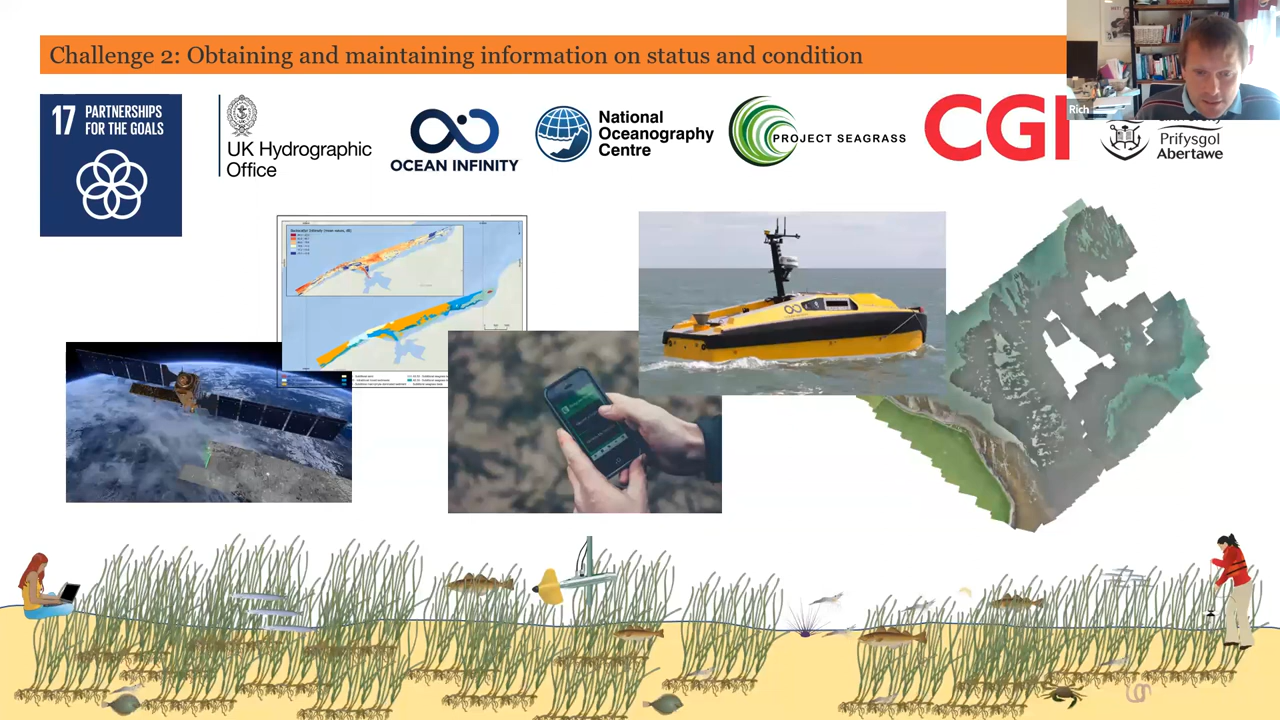 Challenge 2: Obtaining and maintaining information on status and condition
MEET
Rich
17 PARTNERSHIPS
FOR THE GOALS
UK Hydrographic
Office
OCEAN INFINITY
National
Oceanography
Centre
PROJECT SEAGRASS
CGI
Prifysgol
Abertawe